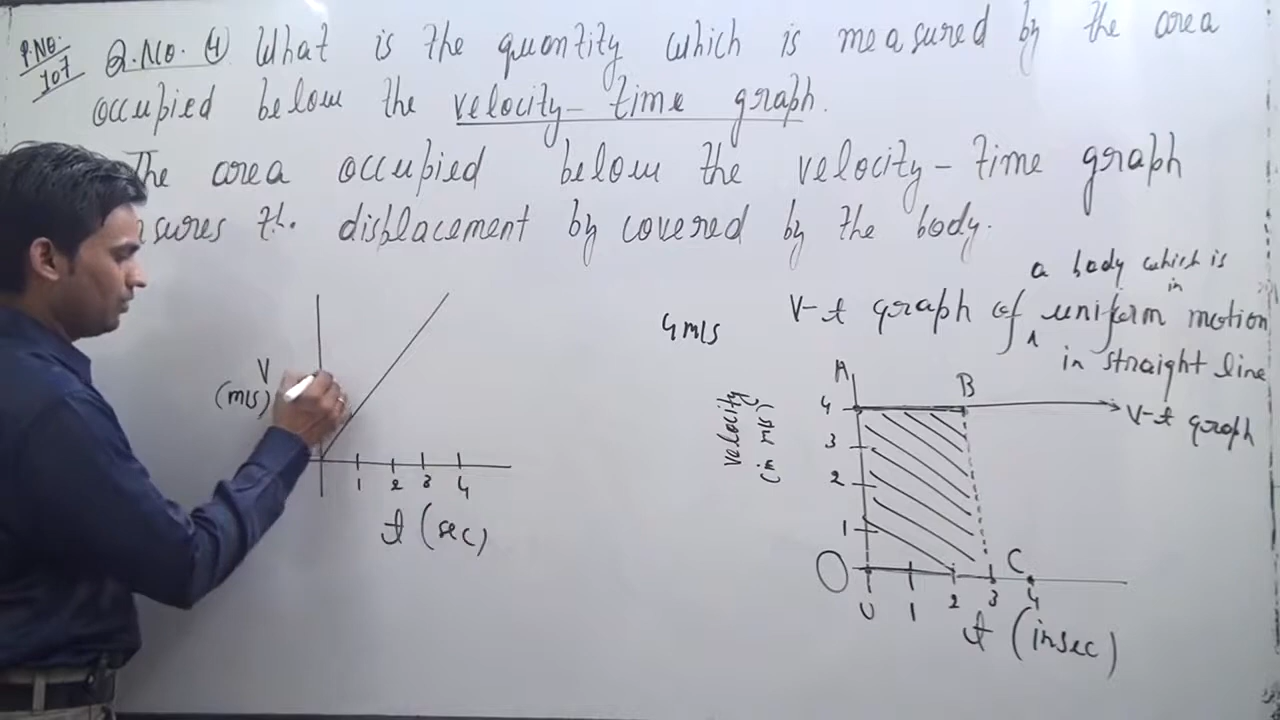 P.NO. 107
Q.NO. (4) What is the quantity which is measured by the area
occupied below the velocity-time graph.
The area occupied below the velocity-time graph
sures the displacement by covered by the body.
a body which is
in
V-t graph of ^ uniform motion
in straight line
4m/s
V
(m/s)
1 2 3 4
t (sec)
A
B
V-t graph
velocity
(in m/s)
4
3
2
1
O
C
0 1 2 3 4
t (insec)